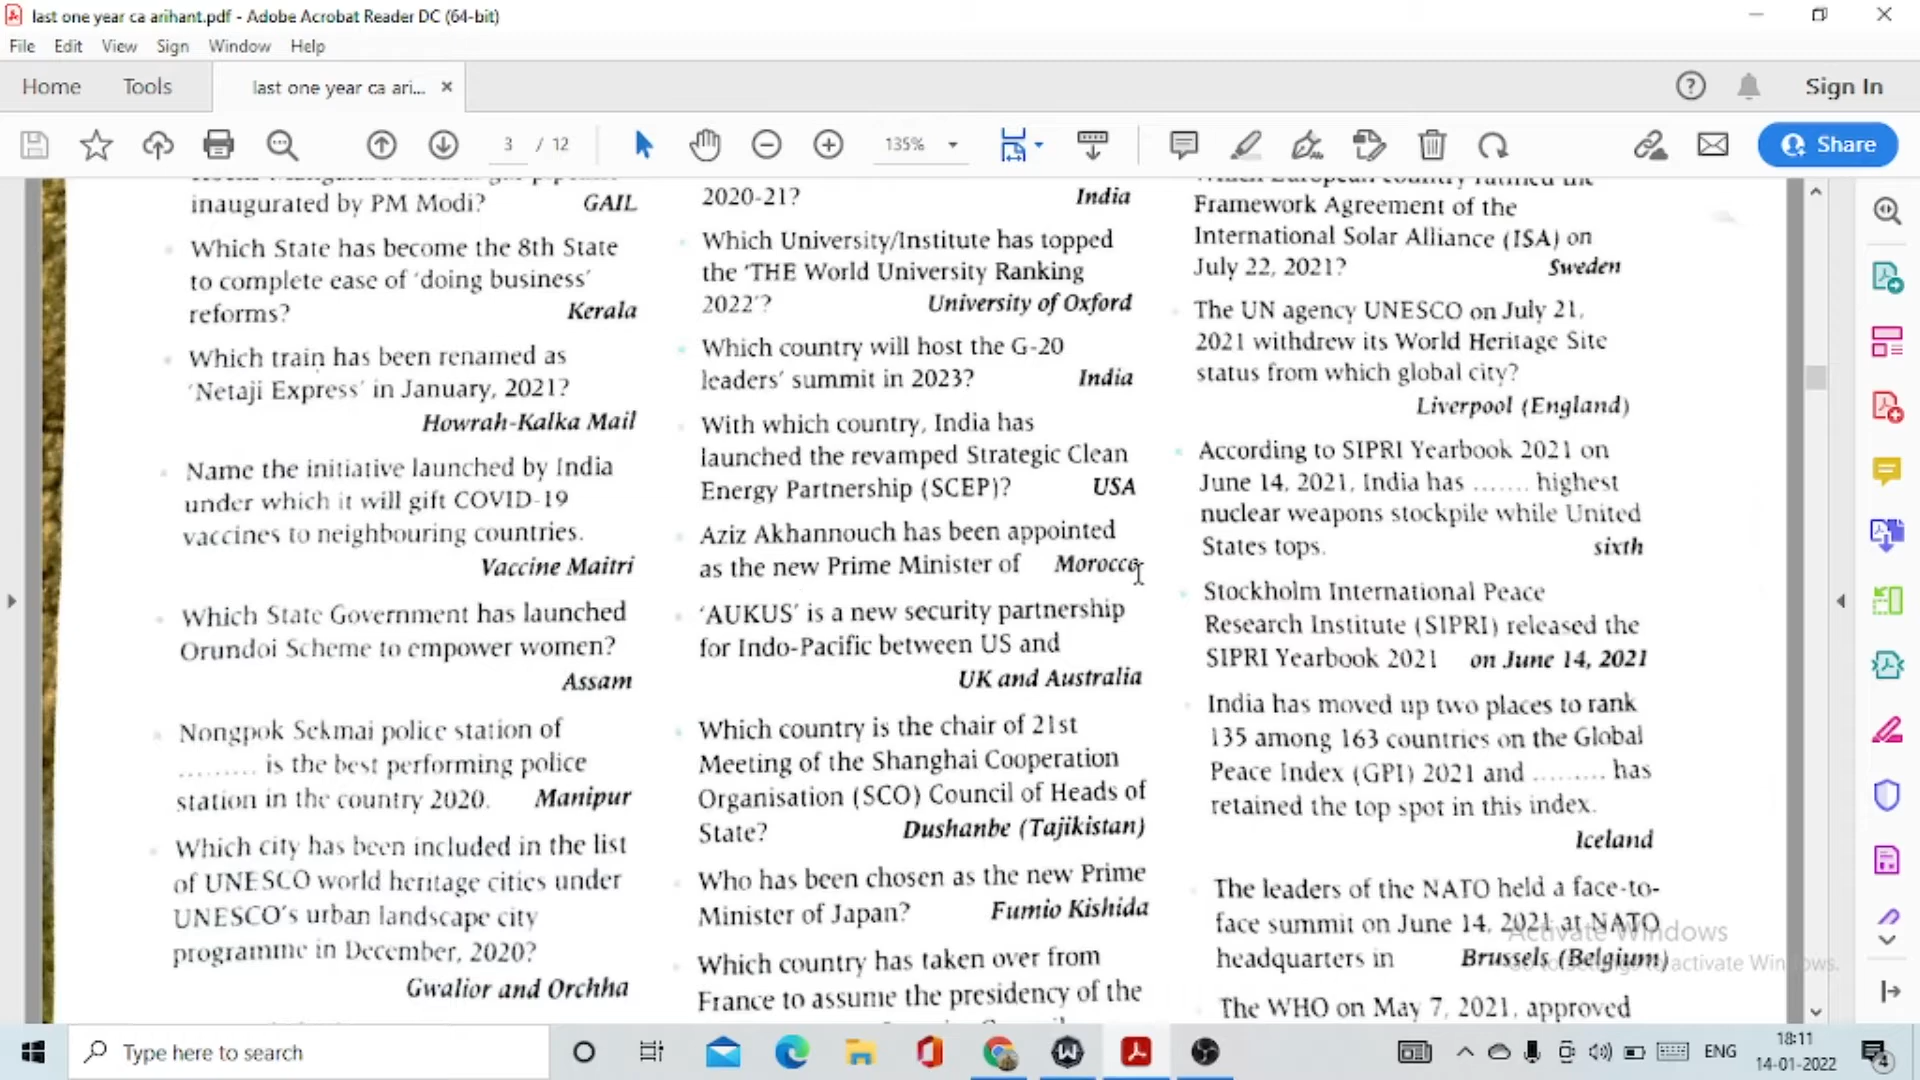 last one year ca arihant.pdf - Adobe Acrobat Reader DC (64-bit)
File Edit View Sign Window Help
Home Tools last one year ca ari... × Sign In
3 / 12 135% Share
inaugurated by PM Modi? GAIL
Which State has become the 8th State
to complete ease of 'doing business'
reforms? Kerala
Which train has been renamed as
'Netaji Express' in January, 2021?
Howrah-Kalka Mail
Name the initiative launched by India
under which it will gift COVID-19
vaccines to neighbouring countries.
Vaccine Maitri
Which State Government has launched
Orundoi Scheme to empower women?
Assam
Nongpok Sekmai police station of
......... is the best performing police
station in the country 2020. Manipur
Which city has been included in the list
of UNESCO world heritage cities under
UNESCO's urban landscape city
programme in December, 2020?
Gwalior and Orchha
2020-21? India
Which University/Institute has topped
the 'THE World University Ranking
2022'? University of Oxford
Which country will host the G-20
leaders' summit in 2023? India
With which country, India has
launched the revamped Strategic Clean
Energy Partnership (SCEP)? USA
Aziz Akhannouch has been appointed
as the new Prime Minister of Morocco
'AUKUS' is a new security partnership
for Indo-Pacific between US and
UK and Australia
Which country is the chair of 21st
Meeting of the Shanghai Cooperation
Organisation (SCO) Council of Heads of
State? Dushanbe (Tajikistan)
Who has been chosen as the new Prime
Minister of Japan? Fumio Kishida
Which country has taken over from
France to assume the presidency of the
Which European country ratified the
Framework Agreement of the
International Solar Alliance (ISA) on
July 22, 2021? Sweden
The UN agency UNESCO on July 21,
2021 withdrew its World Heritage Site
status from which global city?
Liverpool (England)
According to SIPRI Yearbook 2021 on
June 14, 2021, India has ....... highest
nuclear weapons stockpile while United
States tops. sixth
Stockholm International Peace
Research Institute (SIPRI) released the
SIPRI Yearbook 2021 on June 14, 2021
India has moved up two places to rank
135 among 163 countries on the Global
Peace Index (GPI) 2021 and ......... has
retained the top spot in this index.
Iceland
The leaders of the NATO held a face-to-
face summit on June 14, 2021 at NATO
headquarters in Brussels (Belgium)
The WHO on May 7, 2021, approved
Activate Windows
Go to Settings to activate Windows.
Type here to search
ENG 18:11
14-01-2022
4